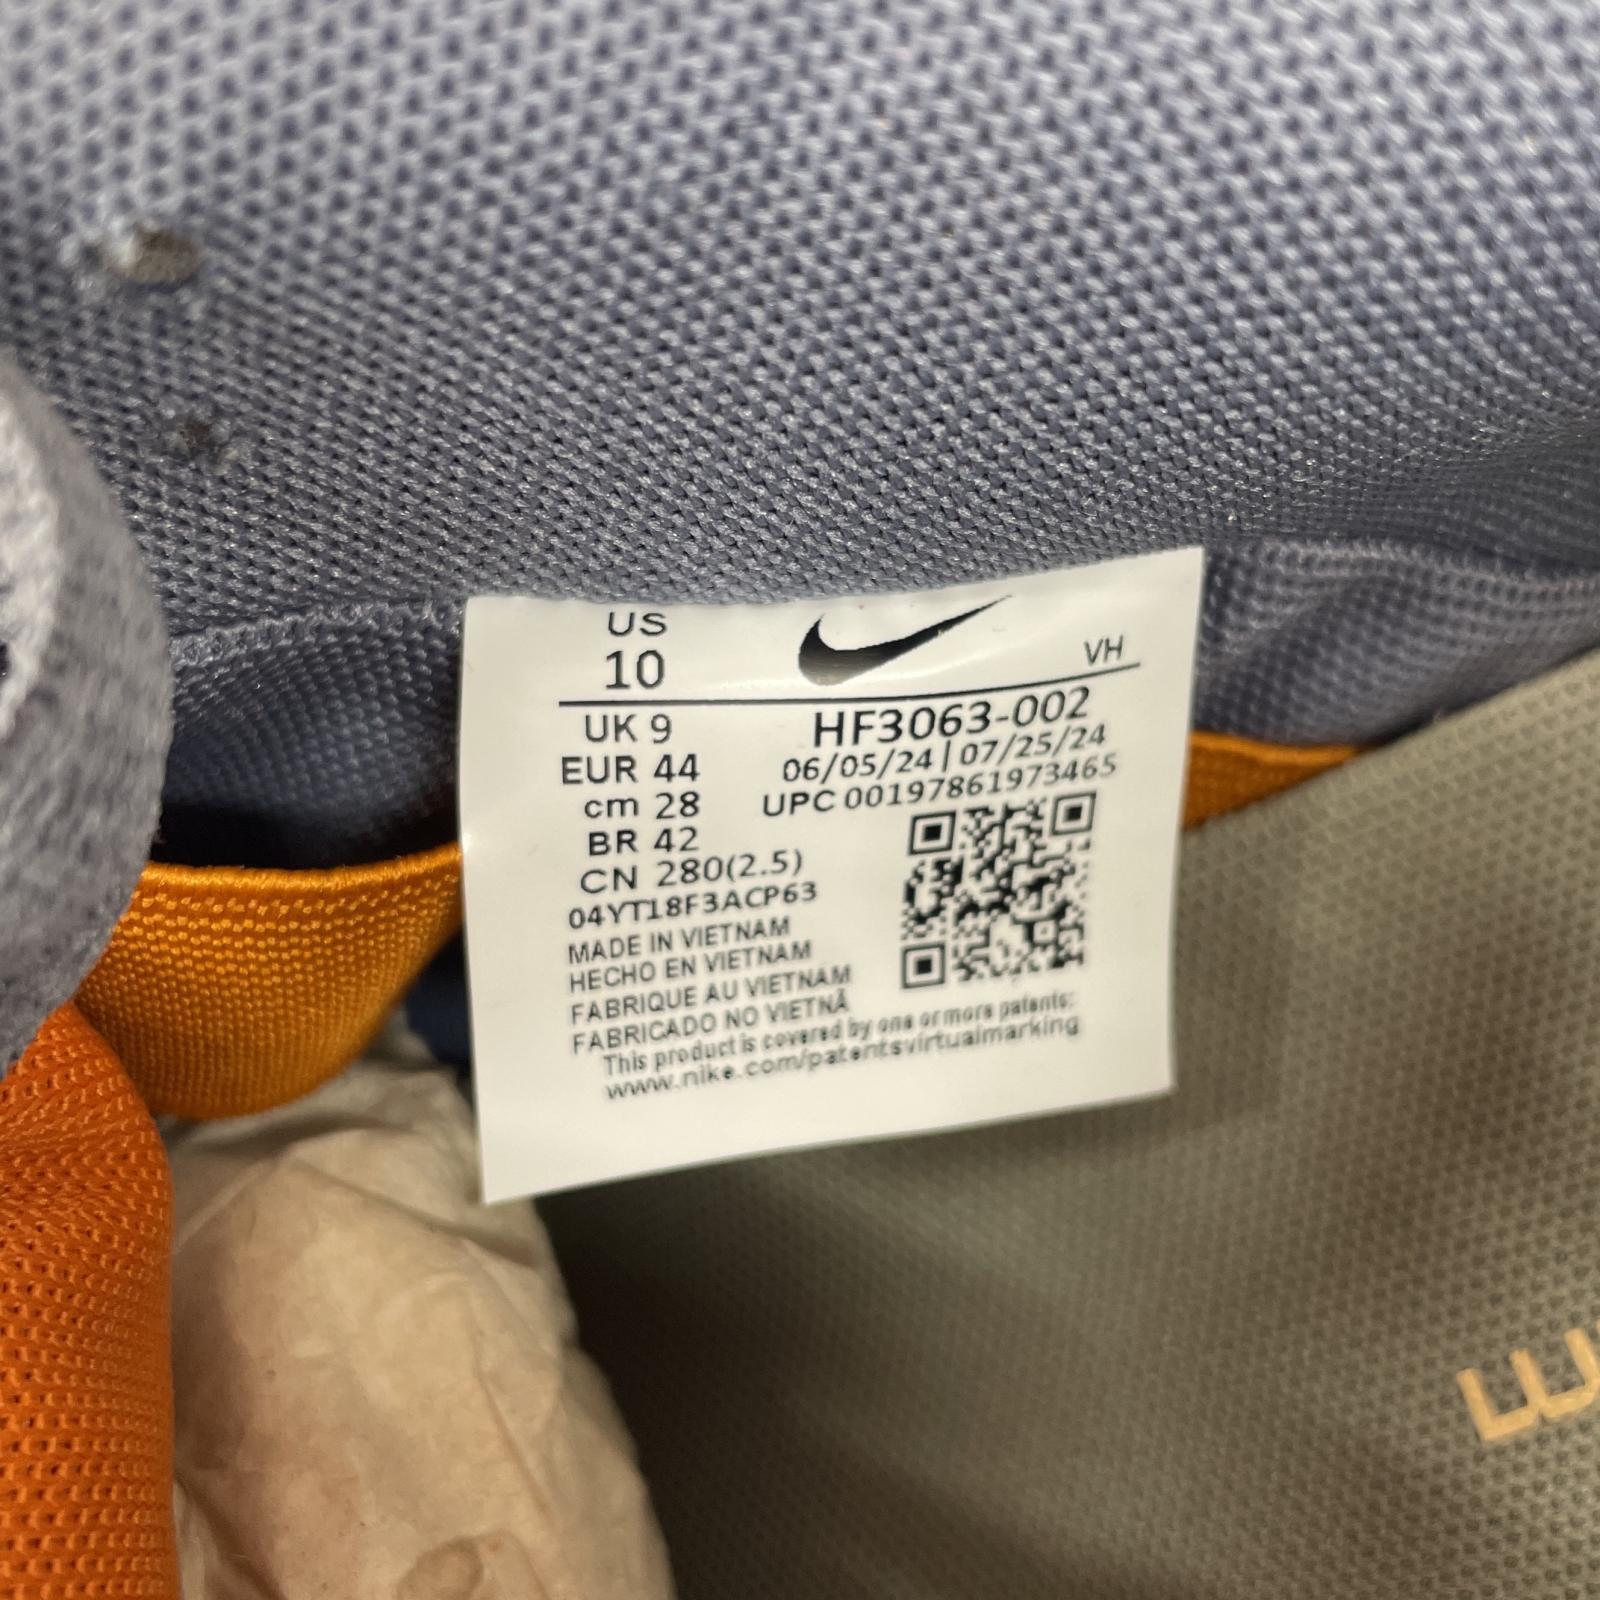 US
10
VH
UK 9
EUR 44
cm 28
BR 42
CN 280(2.5)
HF3063-002
06/05/24 | 07/25/24
UPC 00197861973465
04YT18F3ACP63
MADE IN VIETNAM
HECHO EN VIETNAM
FABRIQUE AU VIETNAM
FABRICADO NO VIETNÃ
This product is covered by one or more patents:
www.nike.com/patentsvirtualmarking